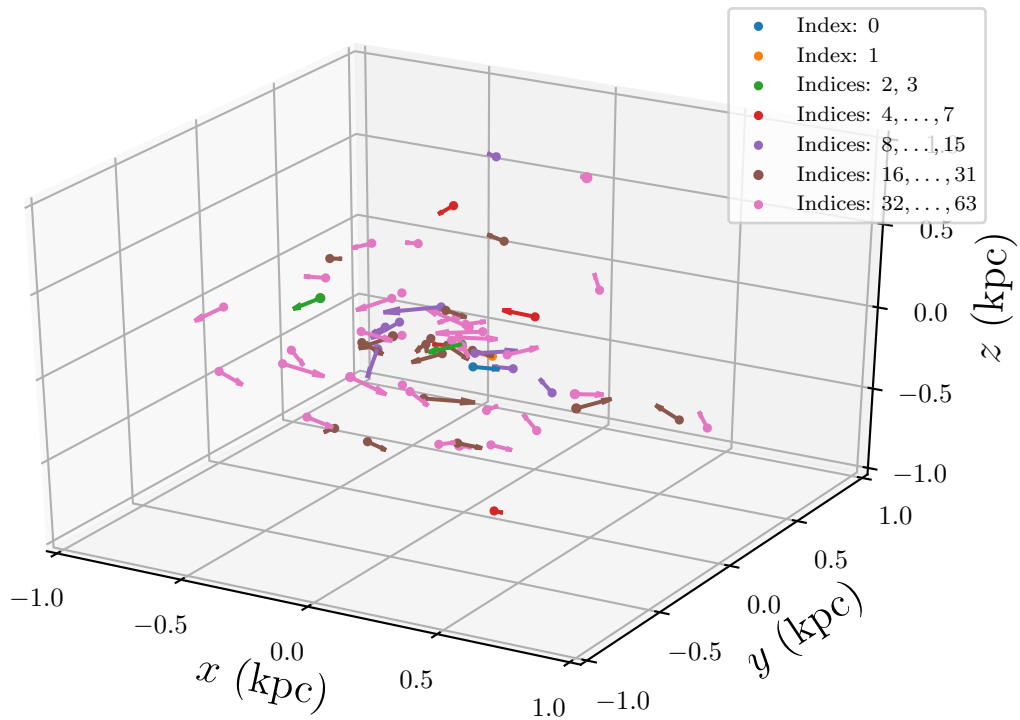 Index: 0
Index: 1
Indices: 2, 3
Indices: 4, . . . , 7
Indices: 8, . . . , 15
Indices: 16, . . . , 31
Indices: 32, . . . , 63
1.0
0.5
0.0
−0.5
−1.0
z (kpc)
−1.0
−0.5
0.0
0.5
1.0
x (kpc)
−1.0
−0.5
0.0
0.5
1.0
y (kpc)